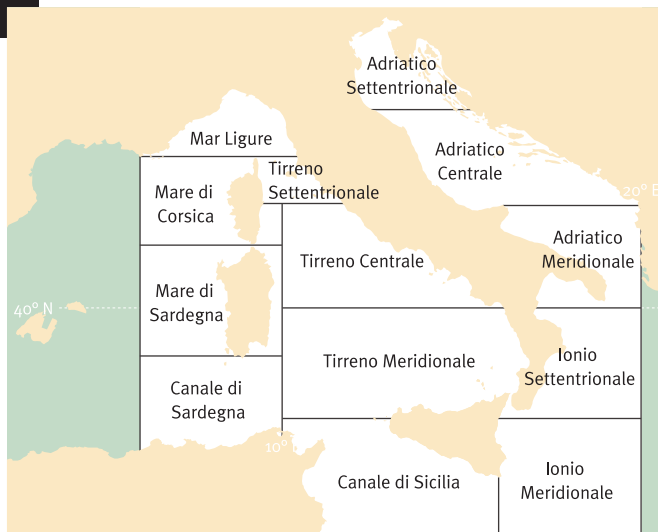 Adriatico
Settentrionale
Mar Ligure
Adriatico
Centrale
Tirreno
Settentrionale
Mare di
Corsica
20° E
Adriatico
Meridionale
Tirreno Centrale
Mare di
Sardegna
40° N
Tirreno Meridionale
Ionio
Settentrionale
Canale di
Sardegna
10°
Canale di Sicilia
Ionio
Meridionale